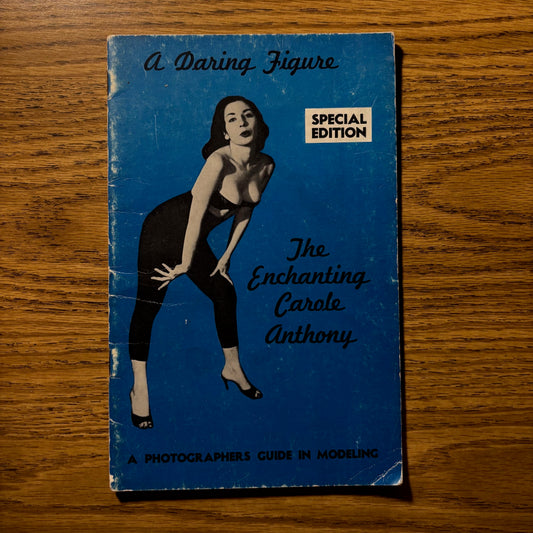 A Daring Figure
SPECIAL
EDITION
The
Enchanting
Carole
Anthony
A PHOTOGRAPHERS GUIDE IN MODELING